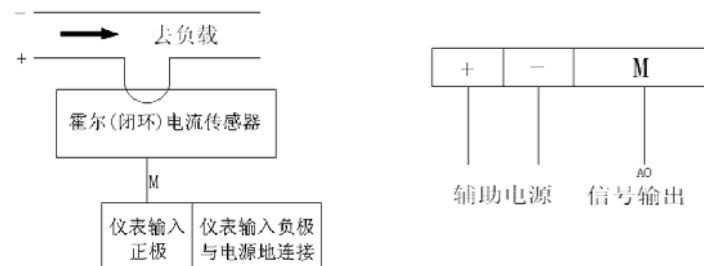 −
去负载
+
霍尔(闭环)电流传感器
M
仪表输入
正极
仪表输入负极
与电源地连接
+ − M
AO
辅助电源 信号输出